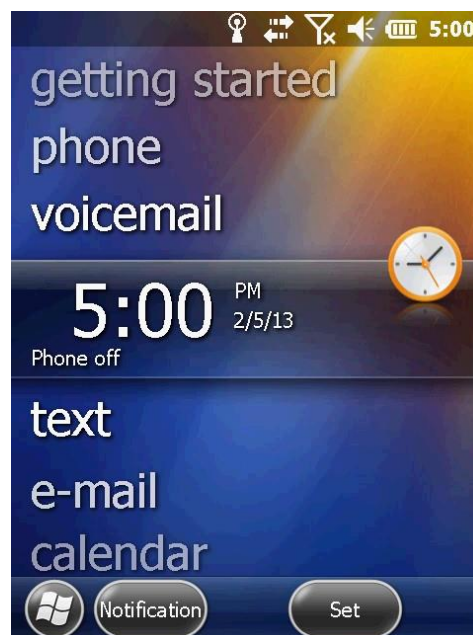 5:00
getting started
phone
voicemail
5:00 PM
2/5/13
Phone off
text
e-mail
calendar
Notification Set